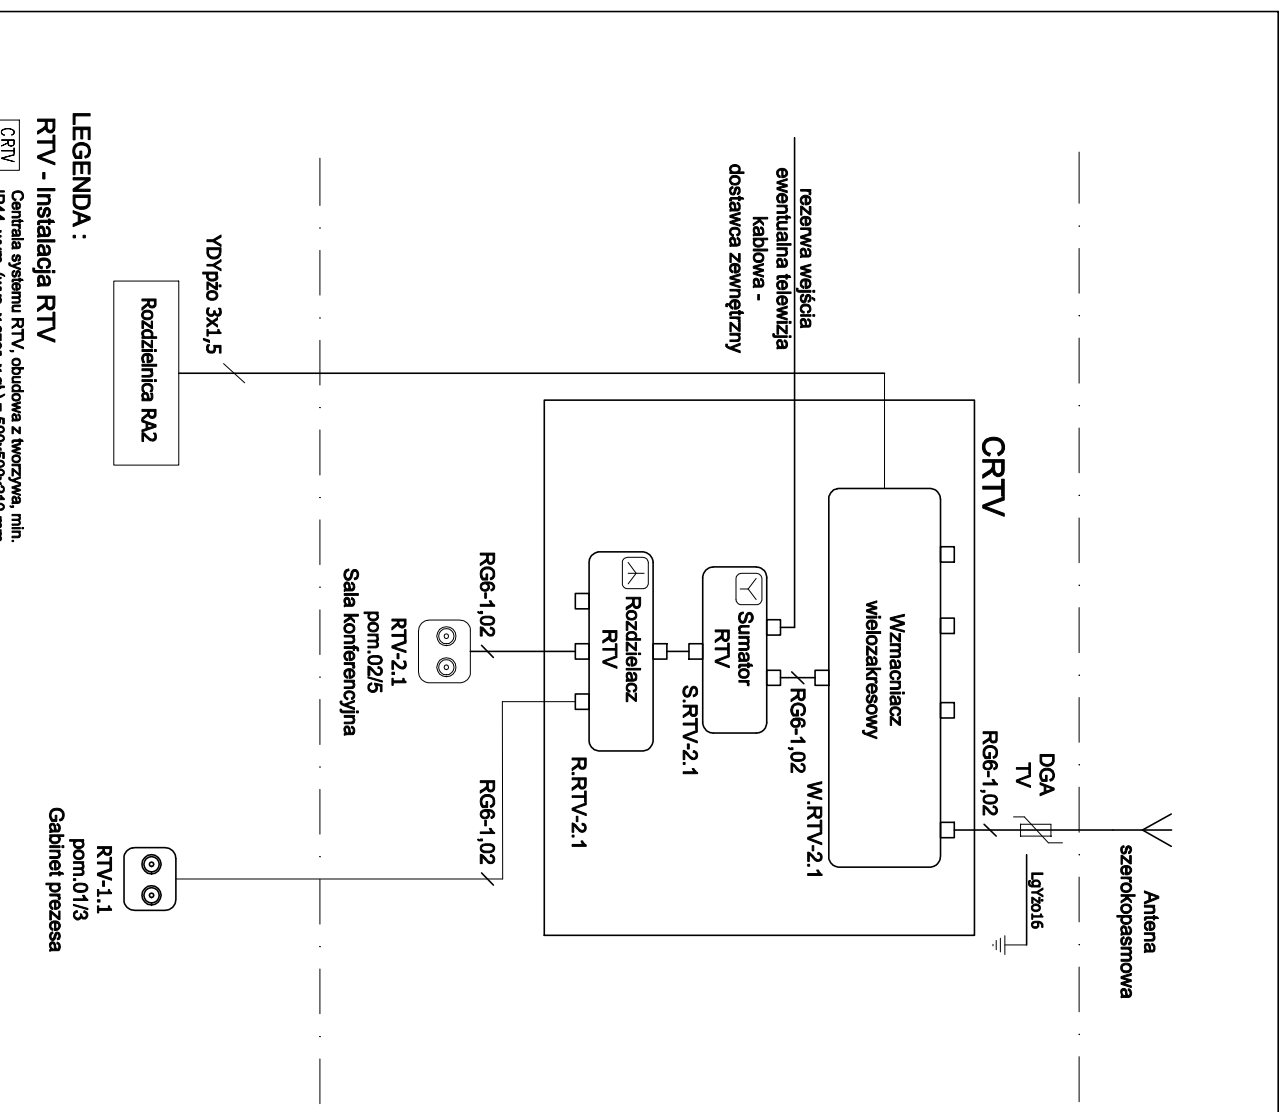 Antena
szerokopasmowa
DGA
TV
LgYżo16
RG6-1,02
CRTV
Wzmacniacz
wielozakresowy
W.RTV-2.1
rezerwa wejścia
ewentualna telewizja
kablowa -
dostawca zewnętrzny
RG6-1,02
Sumator
RTV
S.RTV-2.1
Rozdzielacz
RTV
R.RTV-2.1
RG6-1,02
RG6-1,02
RTV-2.1
pom.02/5
Sala konferencyjna
YDYpżo 3x1,5
Rozdzielnica RA2
RTV-1.1
pom.01/3
Gabinet prezesa
LEGENDA :
RTV - Instalacja RTV
CRTV
Centrala systemu RTV, obudowa z tworzywa, min.